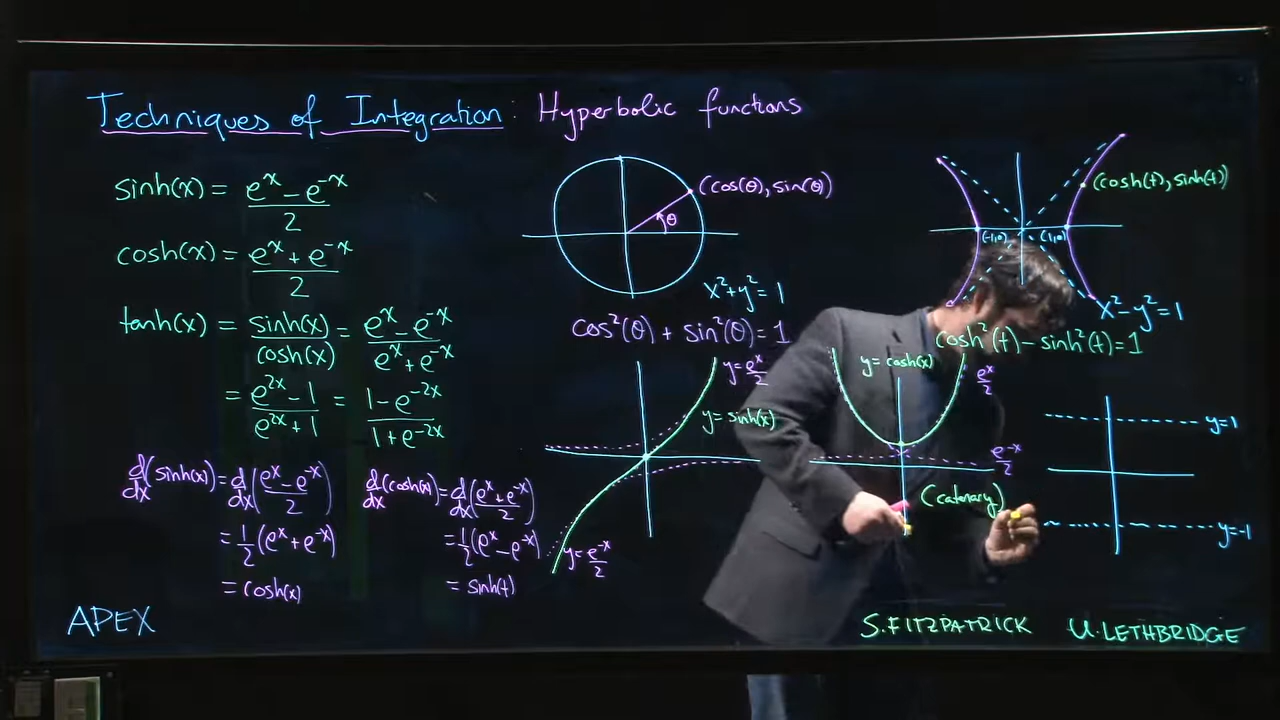 Techniques of Integration: Hyperbolic functions
sinh(x) = (e^x - e^-x)/2
cosh(x) = (e^x + e^-x)/2
tanh(x) = sinh(x)/cosh(x) = (e^x - e^-x)/(e^x + e^-x)
= (e^2x - 1)/(e^2x + 1) = (1 - e^-2x)/(1 + e^-2x)
d/dx(sinh(x)) = d/dx((e^x - e^-x)/2)
= 1/2(e^x + e^-x)
= cosh(x)
d/dx(cosh(x)) = d/dx((e^x + e^-x)/2)
= 1/2(e^x - e^-x)
= sinh(t)
(cos(θ), sin(θ))
θ
x²+y²=1
cos²(θ) + sin²(θ) = 1
y = e^x/2
y = sinh(x)
y = e^-x/2
(cosh(t), sinh(t))
(-1,0)
(1,0)
x²-y²=1
cosh²(t) - sinh²(t) = 1
y = cosh(x)
e^x/2
e^-x/2
(catenary)
y=1
y=-1
APEX
S.FITZPATRICK
U.LETHBRIDGE